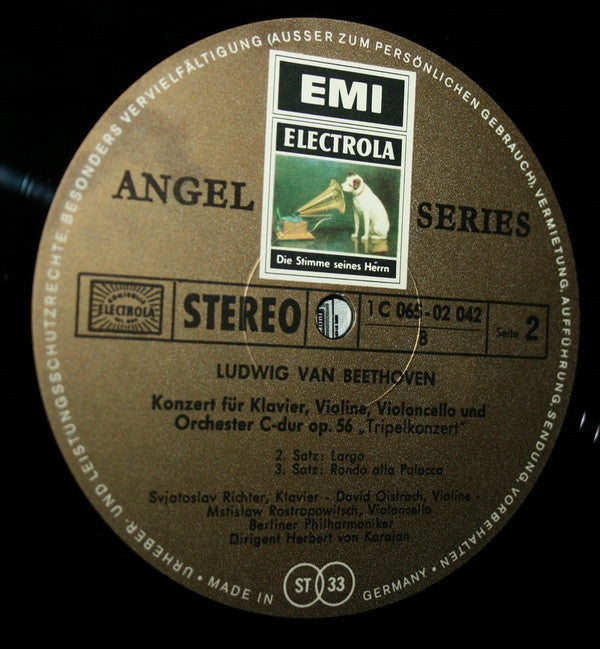 URHEBER- UND LEISTUNGSSCHUTZRECHTE, BESONDERS VERVIELFÄLTIGUNG (AUSSER ZUM PERSÖNLICHEN GEBRAUCH), VERMIETUNG, AUFFÜHRUNG, SENDUNG, VORBEHALTEN •
EMI
ELECTROLA
ANGEL SERIES
Die Stimme seines Herrn
ELECTROLA
STEREO
1 C 065-02 042
B
Seite 2
LUDWIG VAN BEETHOVEN
Konzert für Klavier, Violine, Violoncello und
Orchester C-dur op. 56 „Tripelkonzert"
2. Satz: Largo
3. Satz: Rondo alla Polacca
Svjatoslav Richter, Klavier - David Oistrach, Violine -
Mstislaw Rostropowitsch, Violoncello
Berliner Philharmoniker
Dirigent Herbert von Karajan
• MADE IN
ST 33
GERMANY •